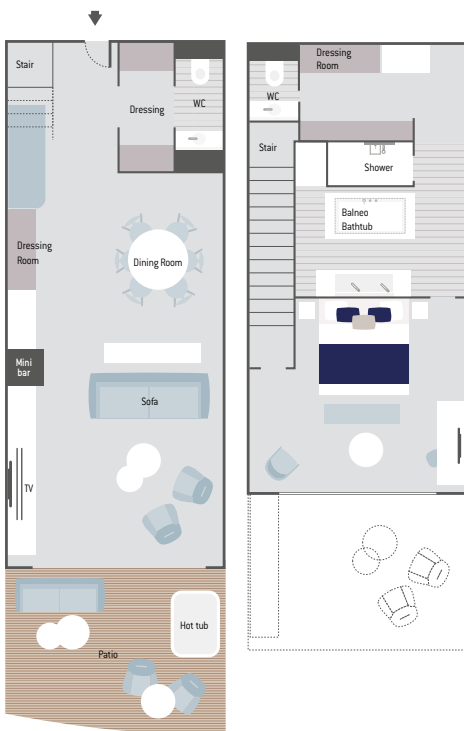 Stair
WC
Dressing
Dressing
Room
Dining Room
Mini
bar
Sofa
TV
Hot tub
Patio
Dressing
Room
WC
Stair
Shower
Balneo
Bathtub